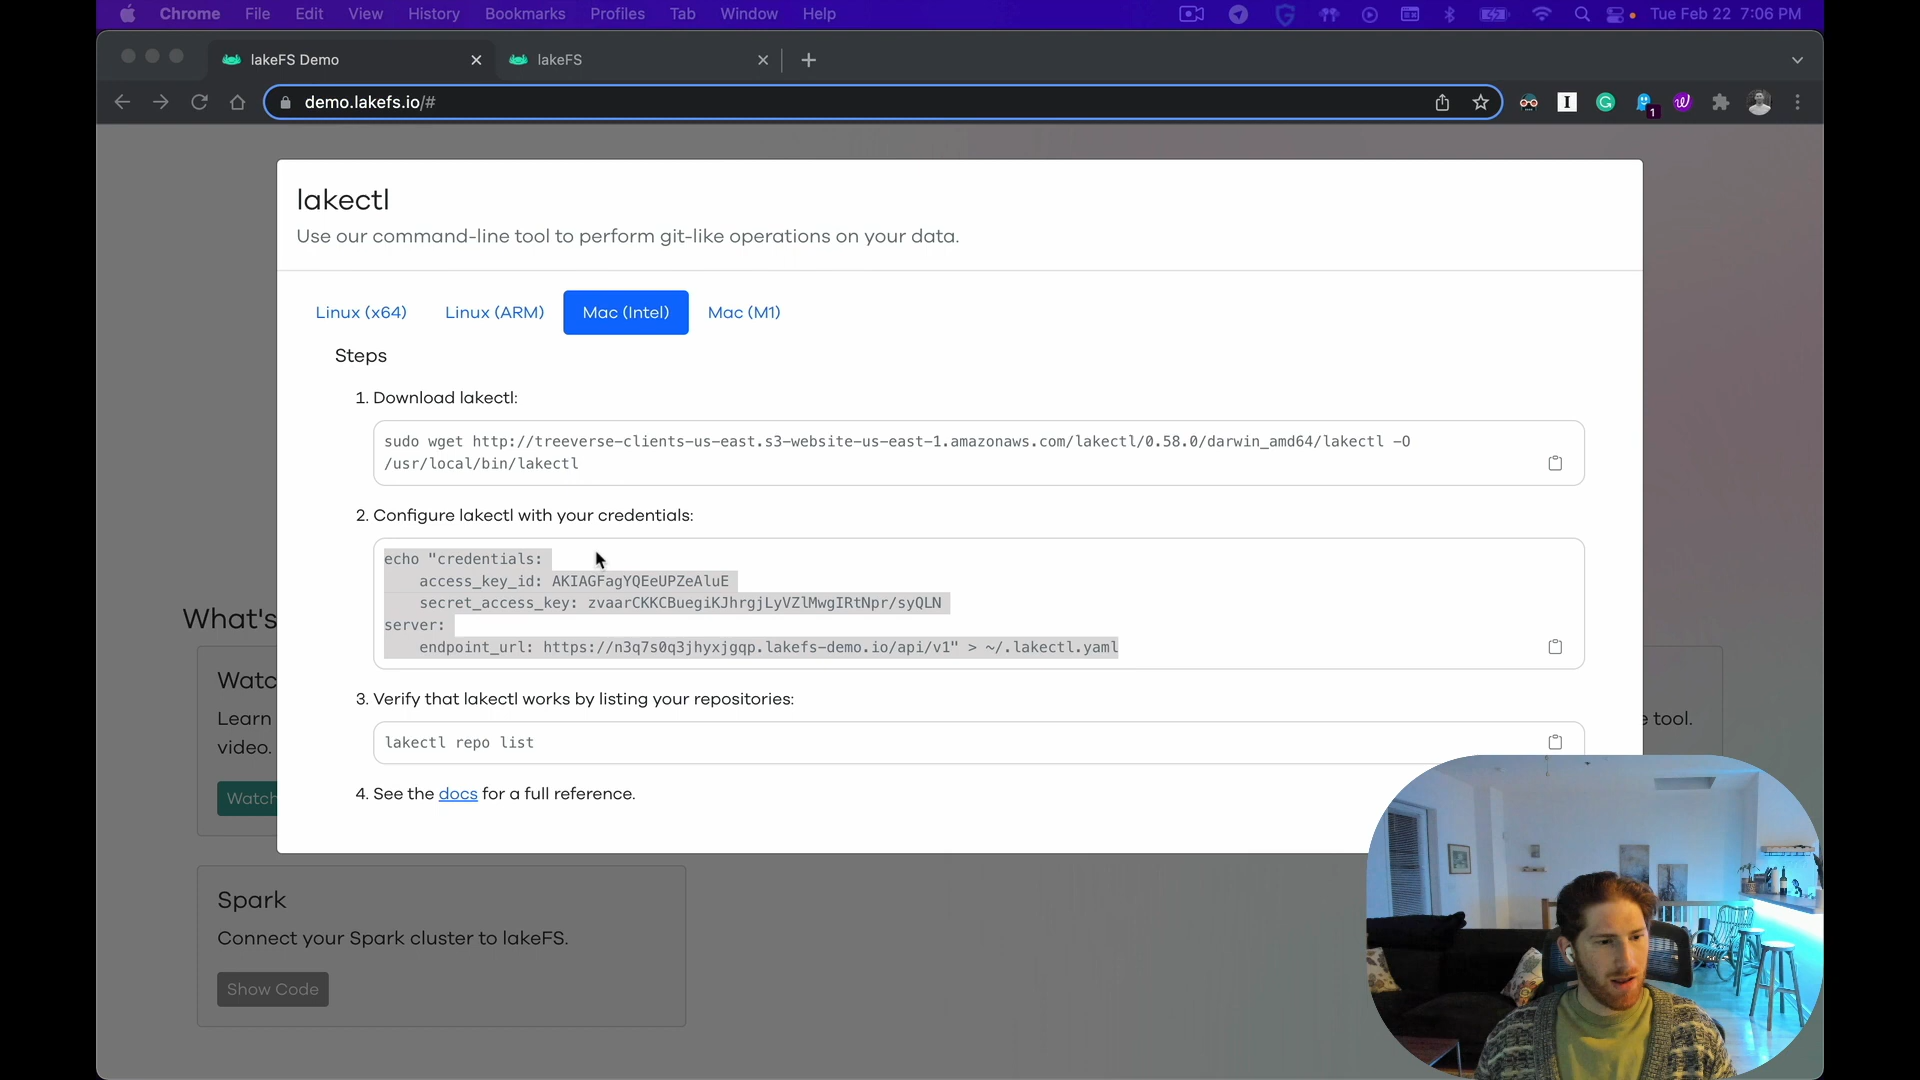 Chrome File Edit View History Bookmarks Profiles Tab Window Help Tue Feb 22 7:06 PM
lakeFS Demo lakeFS
demo.lakefs.io/#
1
lakectl
Use our command-line tool to perform git-like operations on your data.
Linux (x64) Linux (ARM) Mac (Intel) Mac (M1)
Steps
1. Download lakectl:
sudo wget http://treeverse-clients-us-east.s3-website-us-east-1.amazonaws.com/lakectl/0.58.0/darwin_amd64/lakectl -O
/usr/local/bin/lakectl
2. Configure lakectl with your credentials:
echo "credentials:
access_key_id: AKIAGFagYQEeUPZeAluE
secret_access_key: zvaarCKKCBuegiKJhrgjLyVZlMwgIRtNpr/syQLN
server:
endpoint_url: https://n3q7s0q3jhyxjgqp.lakefs-demo.io/api/v1" > ~/.lakectl.yaml
3. Verify that lakectl works by listing your repositories:
lakectl repo list
4. See the docs for a full reference.
What's
Watc
Learn
video.
Watch
e tool.
Spark
Connect your Spark cluster to lakeFS.
Show Code